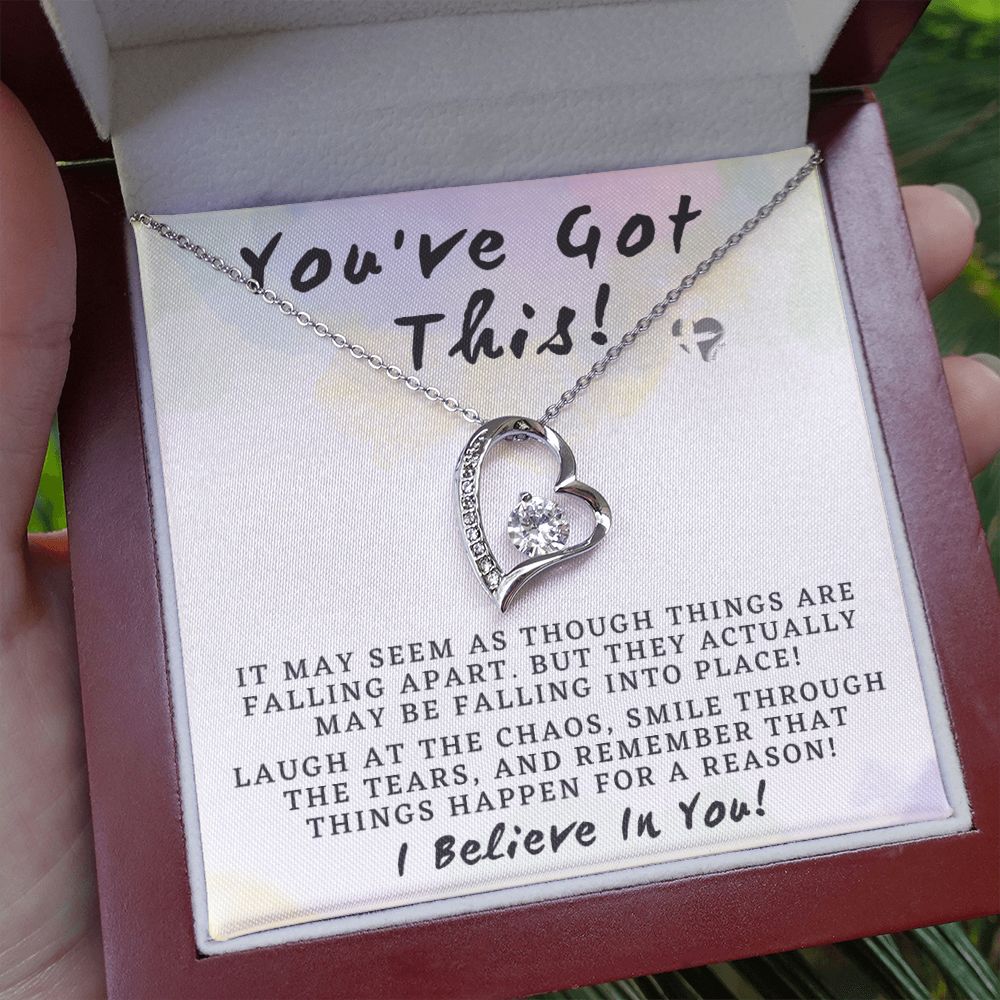 You've Got
This!
IT MAY SEEM AS THOUGH THINGS ARE
FALLING APART. BUT THEY ACTUALLY
MAY BE FALLING INTO PLACE!
LAUGH AT THE CHAOS, SMILE THROUGH
THE TEARS, AND REMEMBER THAT
THINGS HAPPEN FOR A REASON!
I Believe In You!